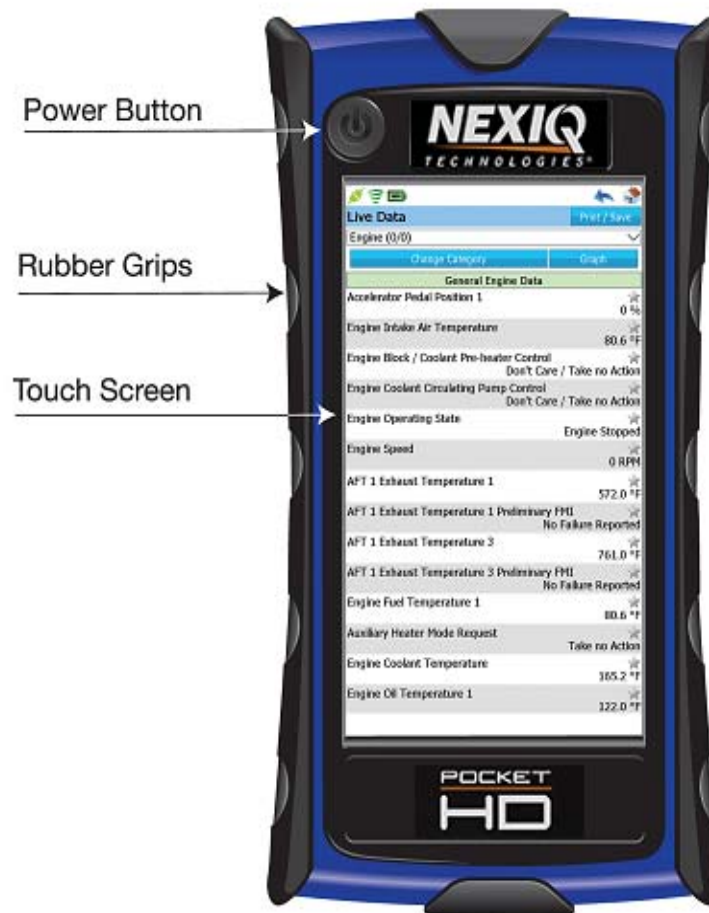 Power Button
NEXIQ
TECHNOLOGIES®
Live Data
Print / Save
Engine (0/0)
Change Category
Graph
General Engine Data
Accelerator Pedal Position 1
0 %
Engine Intake Air Temperature
80.6 °F
Engine Block / Coolant Pre-heater Control
Don't Care / Take no Action
Engine Coolant Circulating Pump Control
Don't Care / Take no Action
Engine Operating State
Engine Stopped
Engine Speed
0 RPM
AFT 1 Exhaust Temperature 1
572.0 °F
AFT 1 Exhaust Temperature 1 Preliminary FMI
No Failure Reported
AFT 1 Exhaust Temperature 3
761.0 °F
AFT 1 Exhaust Temperature 3 Preliminary FMI
No Failure Reported
Engine Fuel Temperature 1
80.6 °F
Auxiliary Heater Mode Request
Take no Action
Engine Coolant Temperature
165.2 °F
Engine Oil Temperature 1
122.0 °F
Rubber Grips
Touch Screen
POCKET
HD